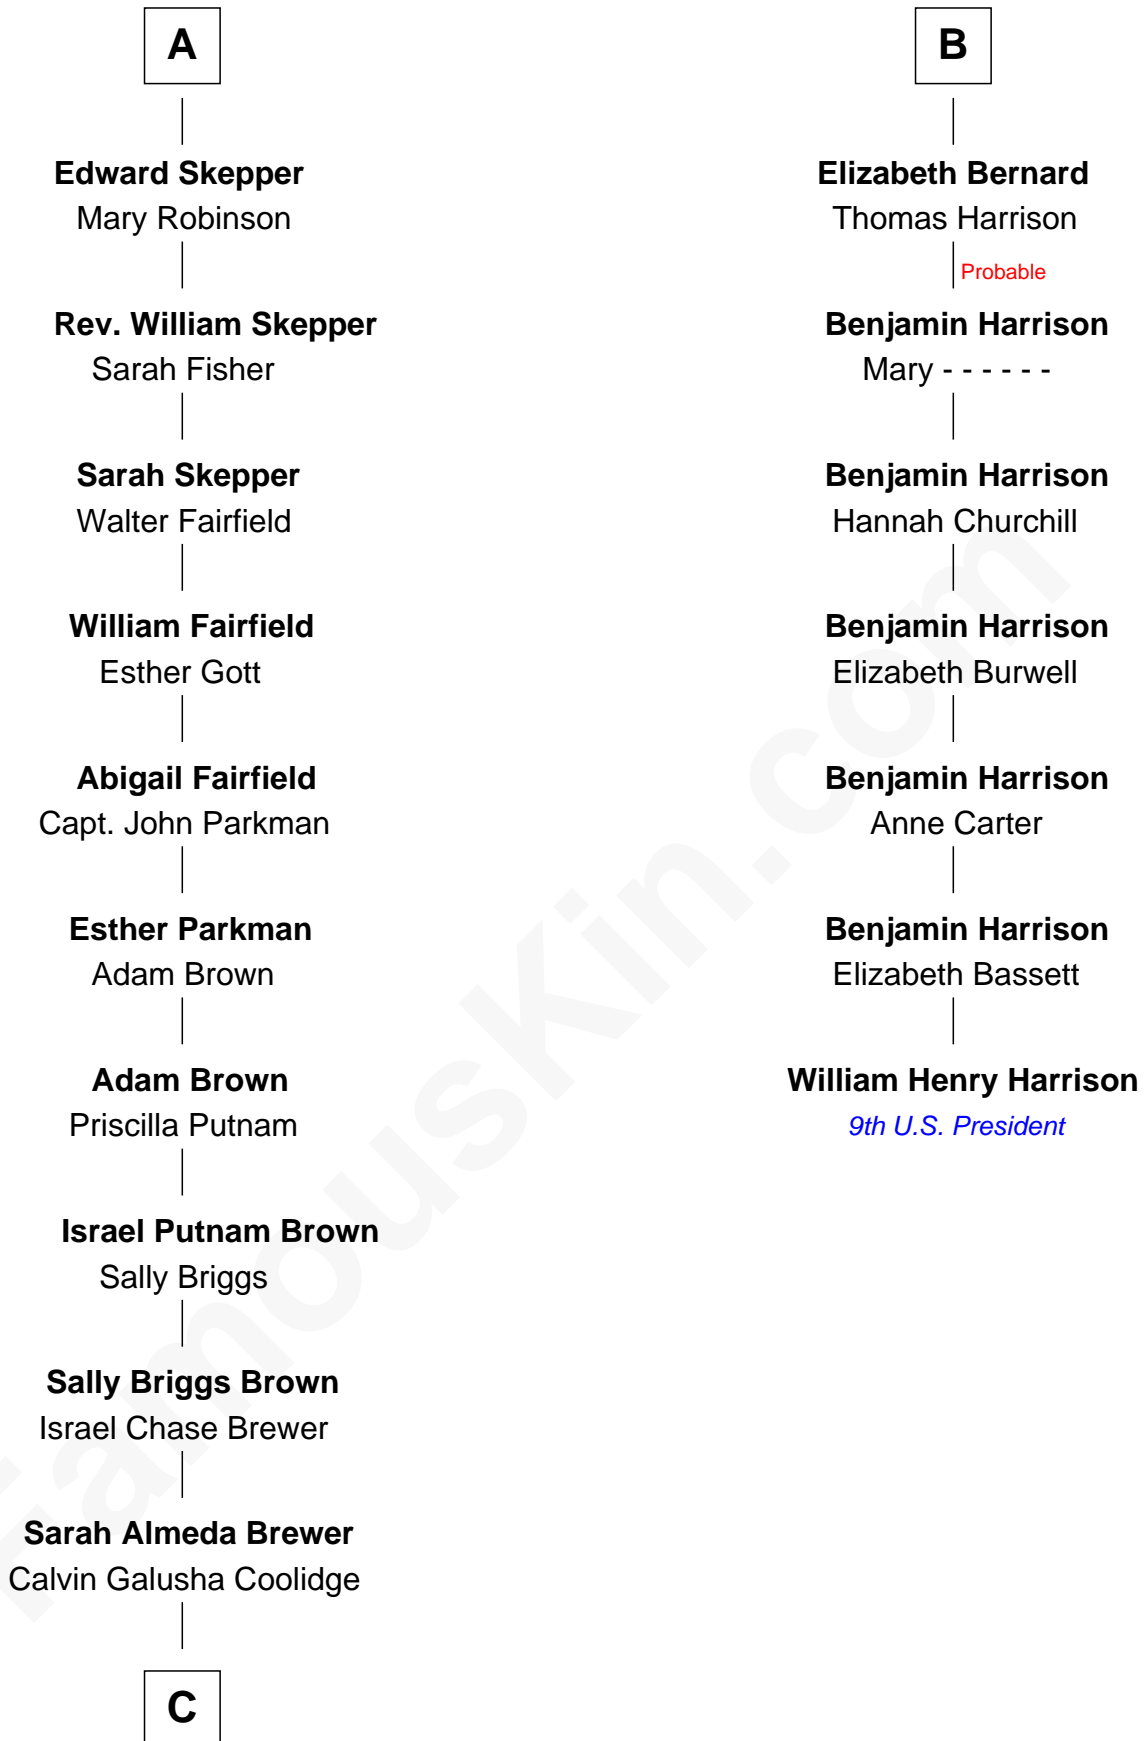 A
Edward Skepper
Mary Robinson
Rev. William Skepper
Sarah Fisher
Sarah Skepper
Walter Fairfield
William Fairfield
Esther Gott
Abigail Fairfield
Capt. John Parkman
Esther Parkman
Adam Brown
Adam Brown
Priscilla Putnam
Israel Putnam Brown
Sally Briggs
Sally Briggs Brown
Israel Chase Brewer
Sarah Almeda Brewer
Calvin Galusha Coolidge
C
B
Elizabeth Bernard
Thomas Harrison
Probable
Benjamin Harrison
Mary - - - - - -
Benjamin Harrison
Hannah Churchill
Benjamin Harrison
Elizabeth Burwell
Benjamin Harrison
Anne Carter
Benjamin Harrison
Elizabeth Bassett
William Henry Harrison
9th U.S. President
FamousKin.com